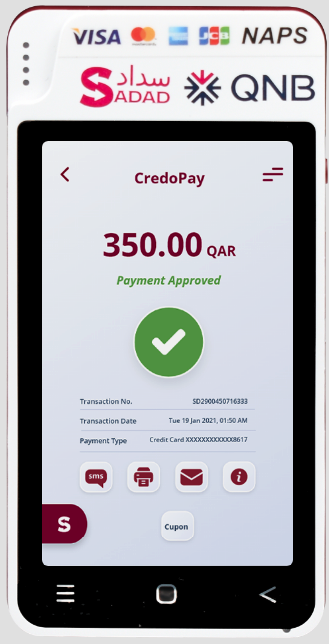 VISA NAPS
JCB
سداد
SADAD
QNB
CredoPay
350.00 QAR
Payment Approved
Transaction No. SD2900450716333
Transaction Date Tue 19 Jan 2021, 01:50 AM
Payment Type Credit Card XXXXXXXXXXXX8617
sms
S
Cupon